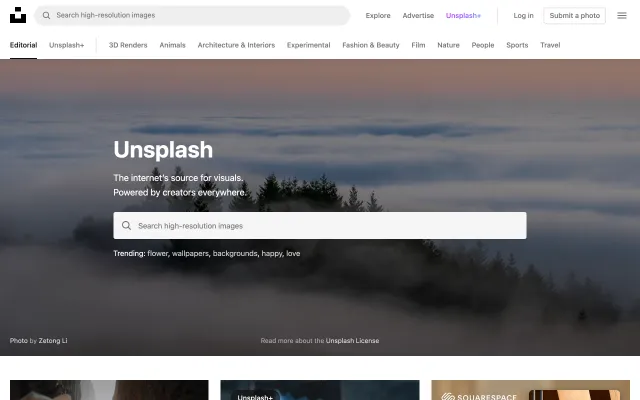 Search high-resolution images
Explore Advertise Unsplash+ Log in Submit a photo
Editorial Unsplash+ 3D Renders Animals Architecture & Interiors Experimental Fashion & Beauty Film Nature People Sports Travel
Unsplash
The internet's source for visuals.
Powered by creators everywhere.
Search high-resolution images
Trending: flower, wallpapers, backgrounds, happy, love
Photo by Zetong Li
Read more about the Unsplash License
Unsplash+
SQUARESPACE